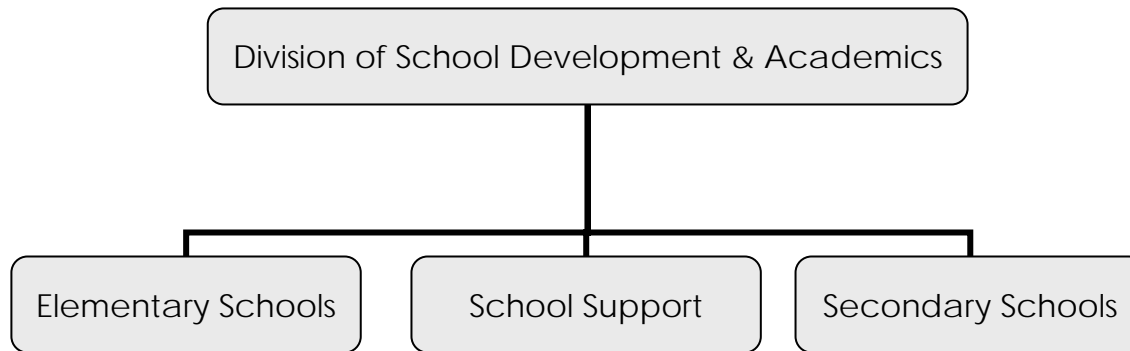 Division of School Development & Academics
Elementary Schools
School Support
Secondary Schools